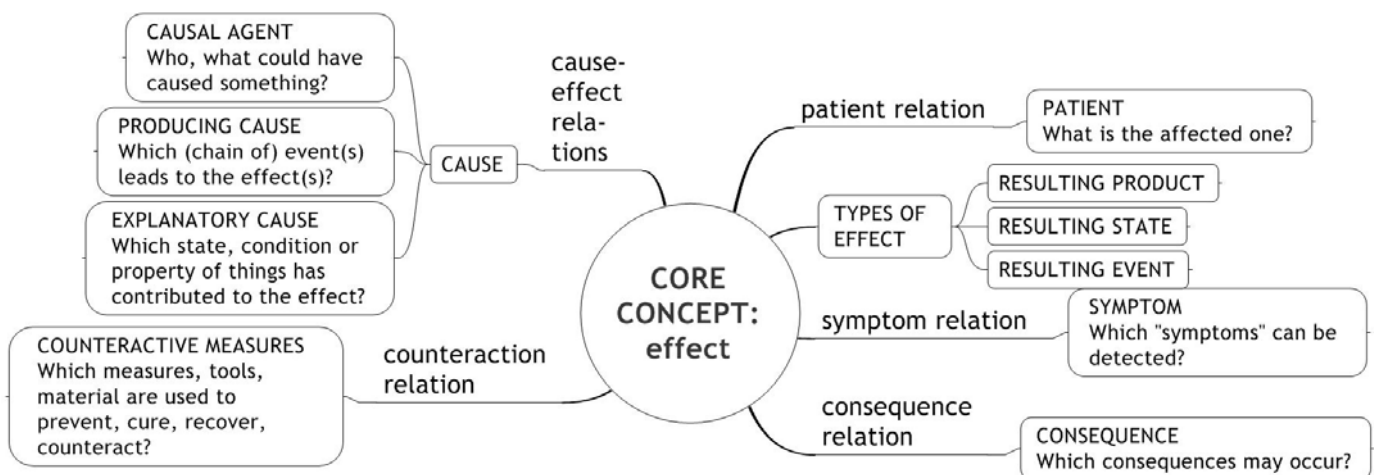 CAUSAL AGENT
Who, what could have
caused something?
PRODUCING CAUSE
Which (chain of) event(s)
leads to the effect(s)?
EXPLANATORY CAUSE
Which state, condition or
property of things has
contributed to the effect?
CAUSE
cause-
effect
rela-
tions
COUNTERACTIVE MEASURES
Which measures, tools,
material are used to
prevent, cure, recover,
counteract?
counteraction
relation
CORE
CONCEPT:
effect
patient relation
PATIENT
What is the affected one?
TYPES OF
EFFECT
RESULTING PRODUCT
RESULTING STATE
RESULTING EVENT
symptom relation
SYMPTOM
Which "symptoms" can be
detected?
consequence
relation
CONSEQUENCE
Which consequences may occur?